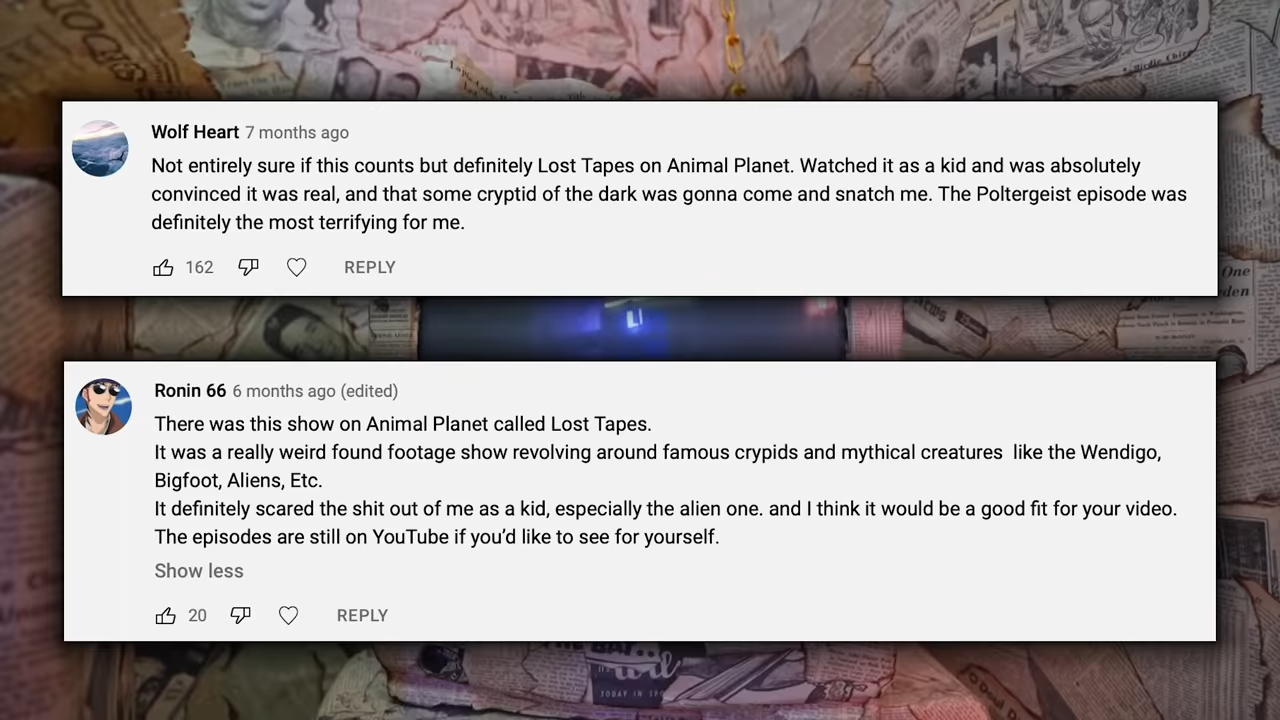 Wolf Heart 7 months ago
Not entirely sure if this counts but definitely Lost Tapes on Animal Planet. Watched it as a kid and was absolutely
convinced it was real, and that some cryptid of the dark was gonna come and snatch me. The Poltergeist episode was
definitely the most terrifying for me.
162 REPLY
One
Ronin 66 6 months ago (edited)
There was this show on Animal Planet called Lost Tapes.
It was a really weird found footage show revolving around famous crypids and mythical creatures  like the Wendigo,
Bigfoot, Aliens, Etc.
It definitely scared the shit out of me as a kid, especially the alien one. and I think it would be a good fit for your video.
The episodes are still on YouTube if you’d like to see for yourself.
Show less
20 REPLY
TODAY IN